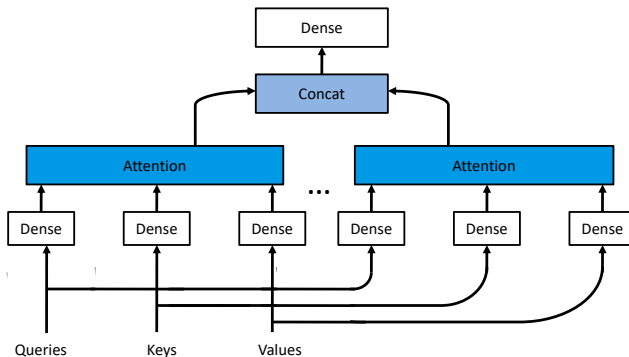 Dense
Concat
Attention
Attention
...
Dense
Dense
Dense
Dense
Dense
Dense
Queries
Keys
Values